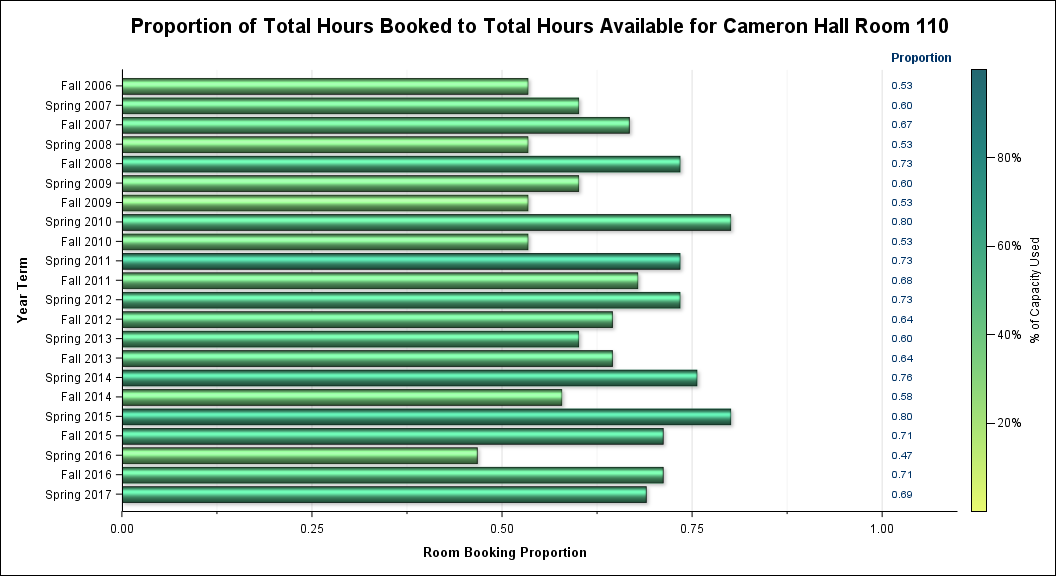 Proportion of Total Hours Booked to Total Hours Available for Cameron Hall Room 110
Proportion
Fall 2006 0.53
Spring 2007 0.60
Fall 2007 0.67
Spring 2008 0.53
Fall 2008 0.73
Spring 2009 0.60
Fall 2009 0.53
Spring 2010 0.80
Fall 2010 0.53
Spring 2011 0.73
Fall 2011 0.68
Spring 2012 0.73
Fall 2012 0.64
Spring 2013 0.60
Fall 2013 0.64
Spring 2014 0.76
Fall 2014 0.58
Spring 2015 0.80
Fall 2015 0.71
Spring 2016 0.47
Fall 2016 0.71
Spring 2017 0.69
Year Term
0.00 0.25 0.50 0.75 1.00
Room Booking Proportion
80%
60%
40%
20%
% of Capacity Used